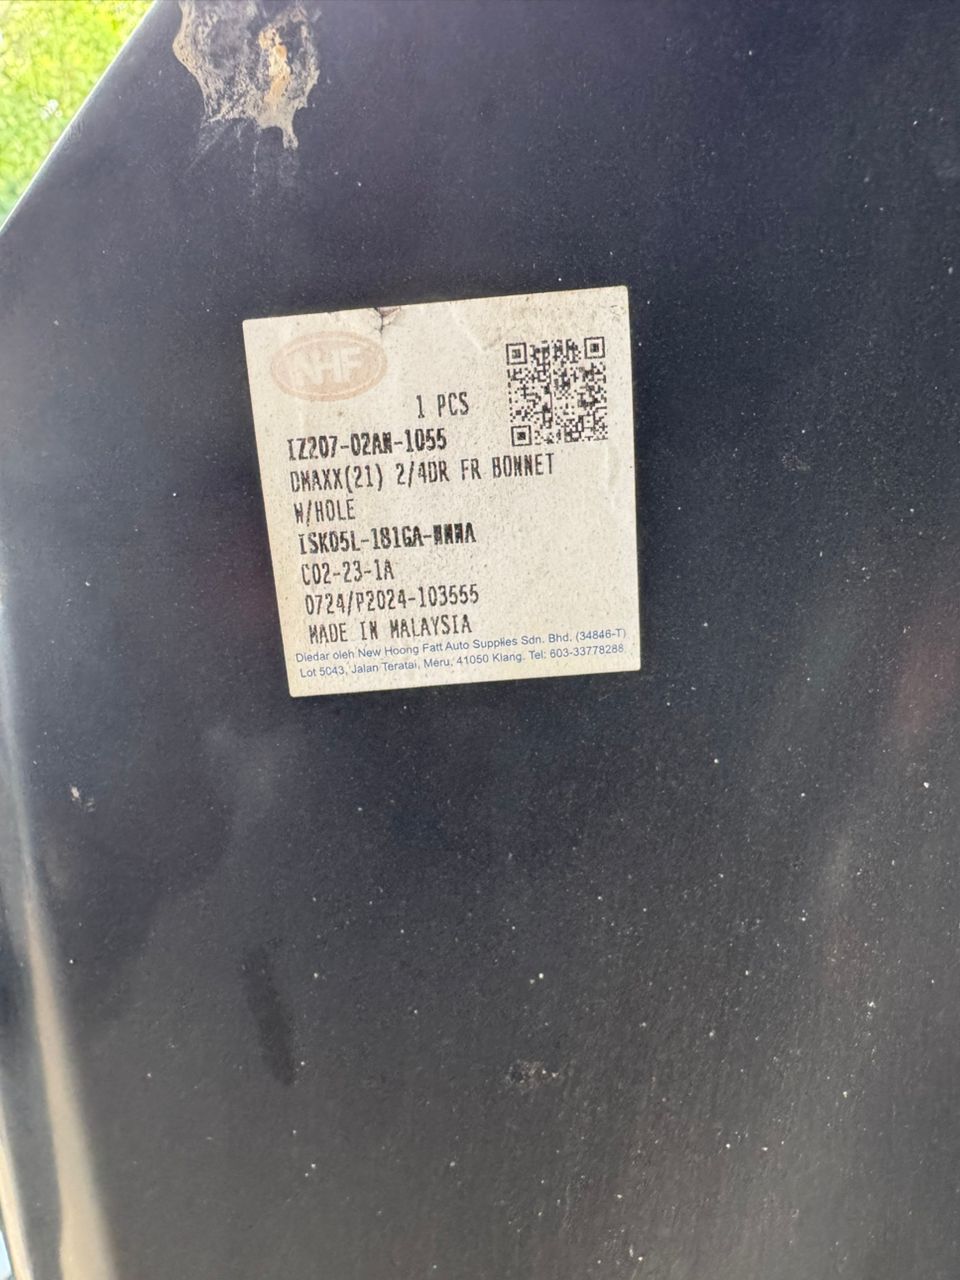 NHF
1 PCS
IZ207-02AN-1055
DMAXX(21) 2/4DR FR BONNET
W/HOLE
C02-23-1A
0724/P2024-103555
MADE IN MALAYSIA
Diedar oleh New Hoong Fatt Auto Supplies Sdn. Bhd. (34846-T)
Lot 5043, Jalan Teratai, Meru, 41050 Klang. Tel: 603-33778288